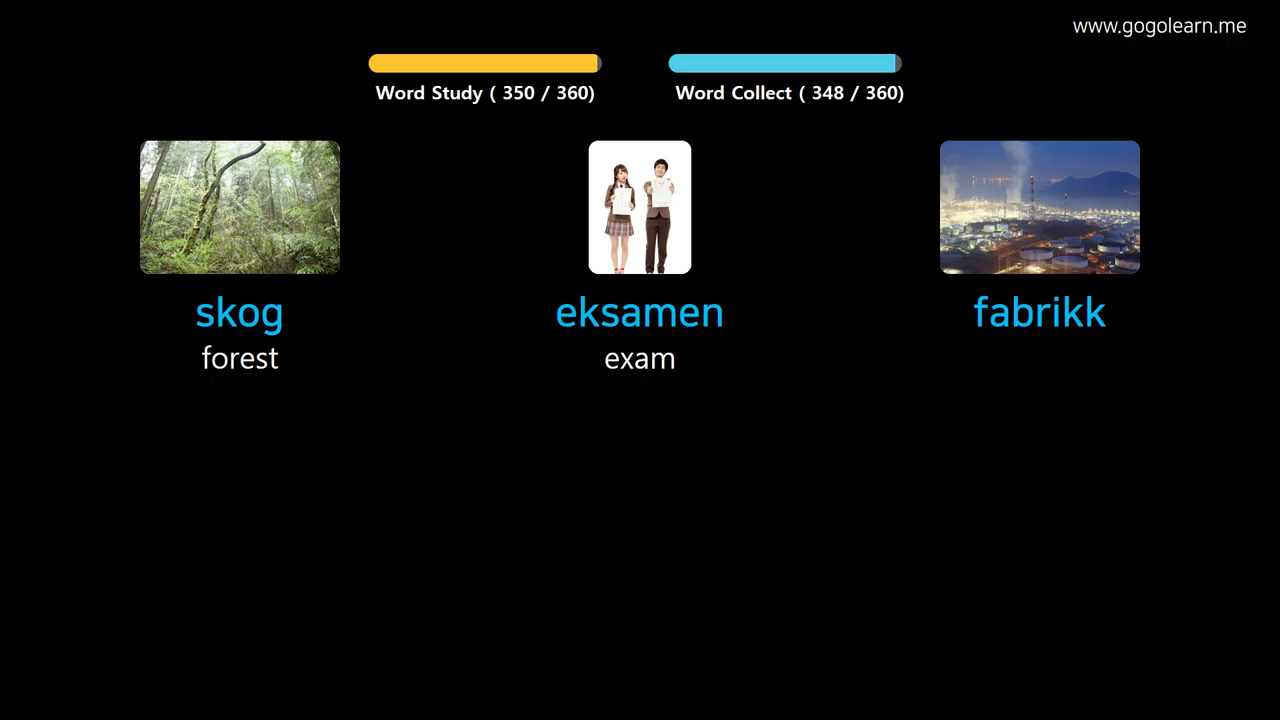 www.gogolearn.me
Word Study ( 350 / 360)
Word Collect ( 348 / 360)
skog
eksamen
fabrikk
forest
exam